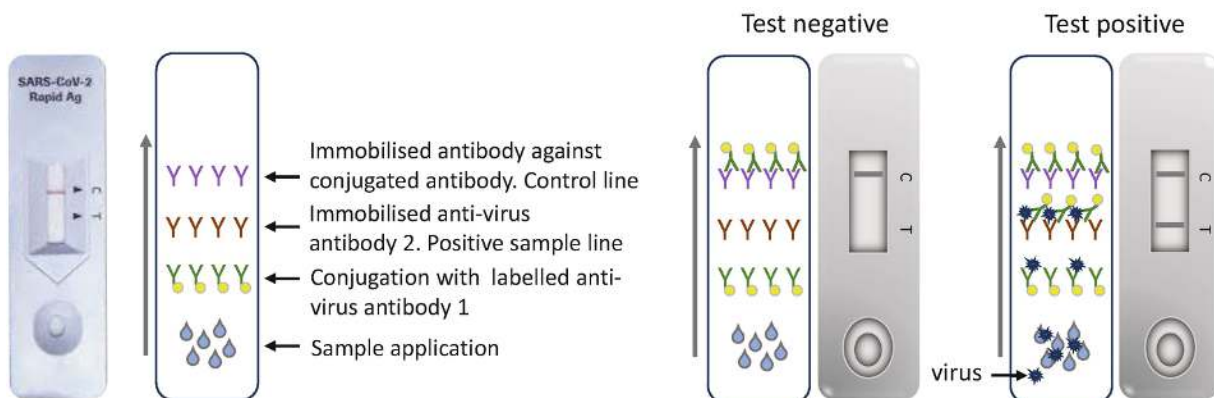 Test negative
Test positive
SARS-CoV-2
Rapid Ag
C
T
Immobilised antibody against
conjugated antibody. Control line
Immobilised anti-virus
antibody 2. Positive sample line
Conjugation with labelled anti-
virus antibody 1
Sample application
C
T
C
T
virus